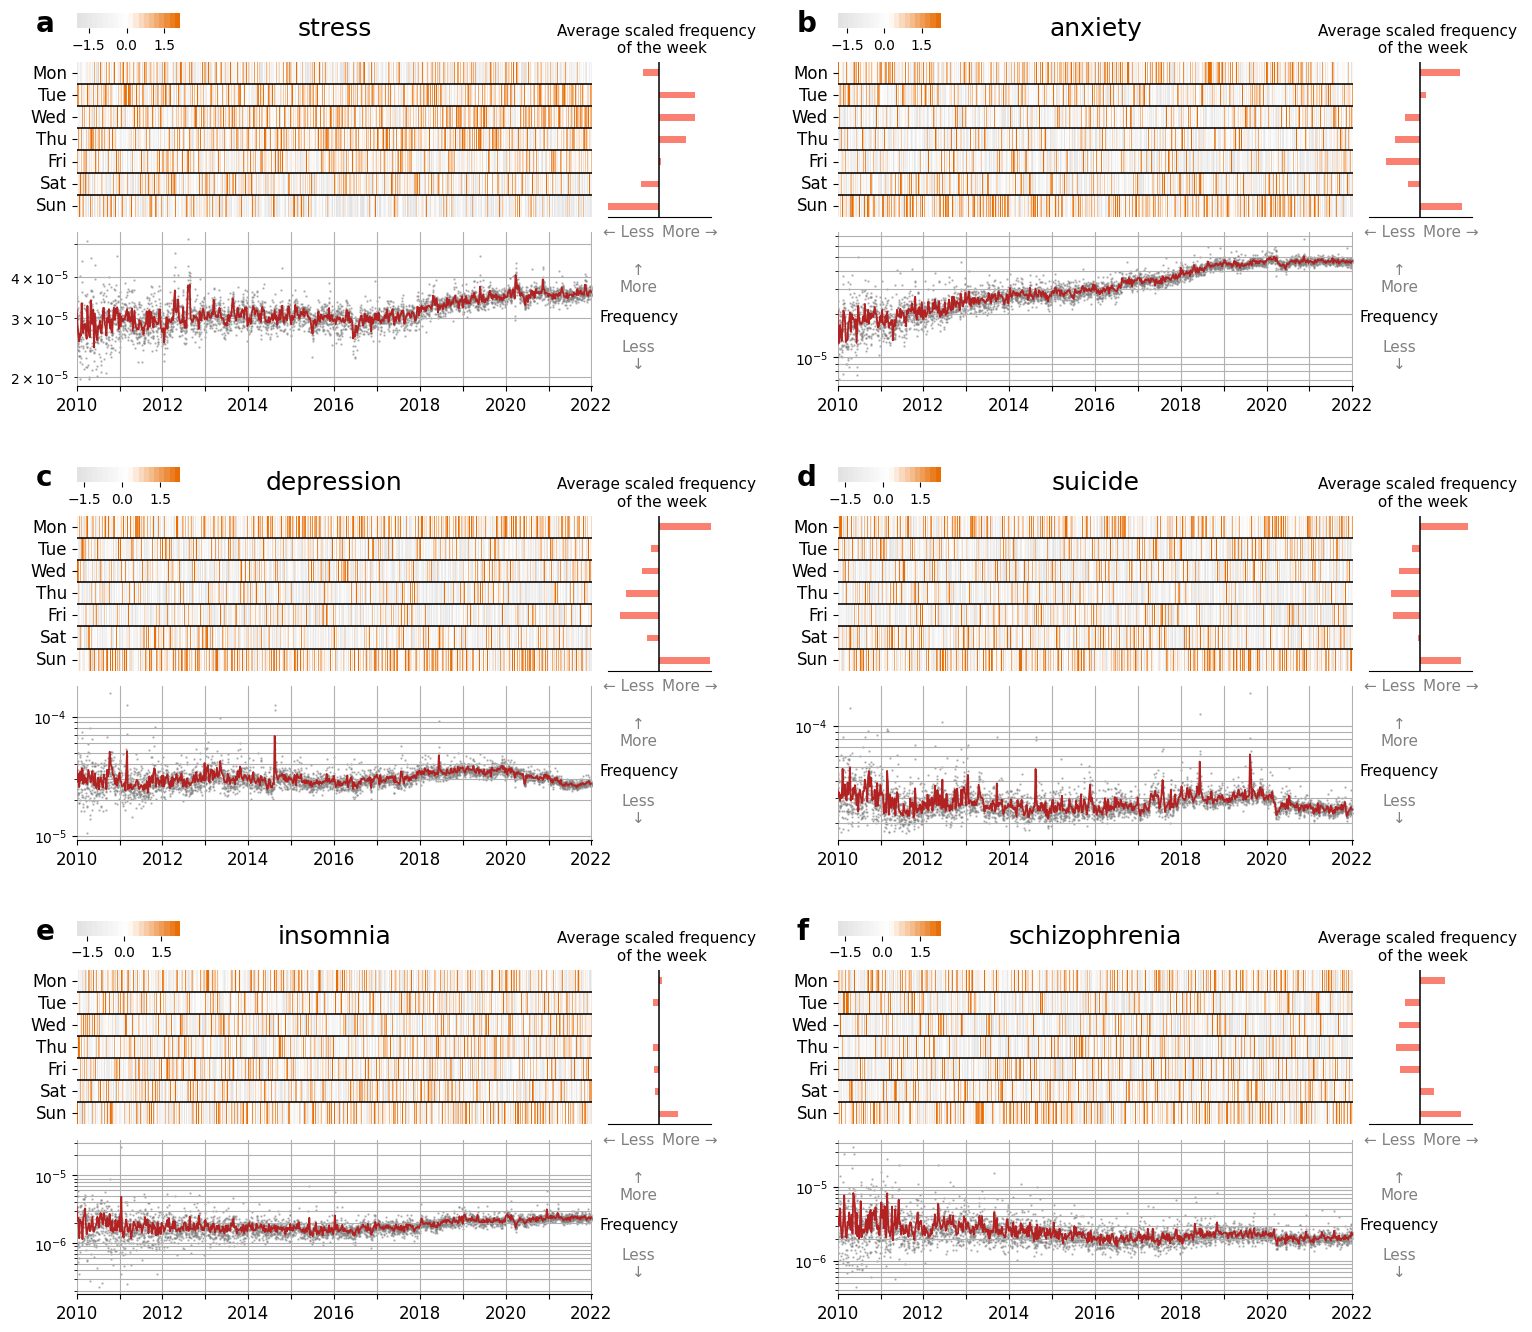 a
stress
Average scaled frequency
of the week
−1.5 0.0 1.5
Mon
Tue
Wed
Thu
Fri
Sat
Sun
← Less More →
4 × 10⁻⁵
3 × 10⁻⁵
2 × 10⁻⁵
↑
More
Frequency
Less
↓
2010 2012 2014 2016 2018 2020 2022
b
anxiety
Average scaled frequency
of the week
−1.5 0.0 1.5
Mon
Tue
Wed
Thu
Fri
Sat
Sun
← Less More →
10⁻⁵
↑
More
Frequency
Less
↓
2010 2012 2014 2016 2018 2020 2022
c
depression
Average scaled frequency
of the week
−1.5 0.0 1.5
Mon
Tue
Wed
Thu
Fri
Sat
Sun
← Less More →
10⁻⁴
10⁻⁵
↑
More
Frequency
Less
↓
2010 2012 2014 2016 2018 2020 2022
d
suicide
Average scaled frequency
of the week
−1.5 0.0 1.5
Mon
Tue
Wed
Thu
Fri
Sat
Sun
← Less More →
10⁻⁴
↑
More
Frequency
Less
↓
2010 2012 2014 2016 2018 2020 2022
e
insomnia
Average scaled frequency
of the week
−1.5 0.0 1.5
Mon
Tue
Wed
Thu
Fri
Sat
Sun
← Less More →
10⁻⁵
10⁻⁶
↑
More
Frequency
Less
↓
2010 2012 2014 2016 2018 2020 2022
f
schizophrenia
Average scaled frequency
of the week
−1.5 0.0 1.5
Mon
Tue
Wed
Thu
Fri
Sat
Sun
← Less More →
10⁻⁵
10⁻⁶
↑
More
Frequency
Less
↓
2010 2012 2014 2016 2018 2020 2022